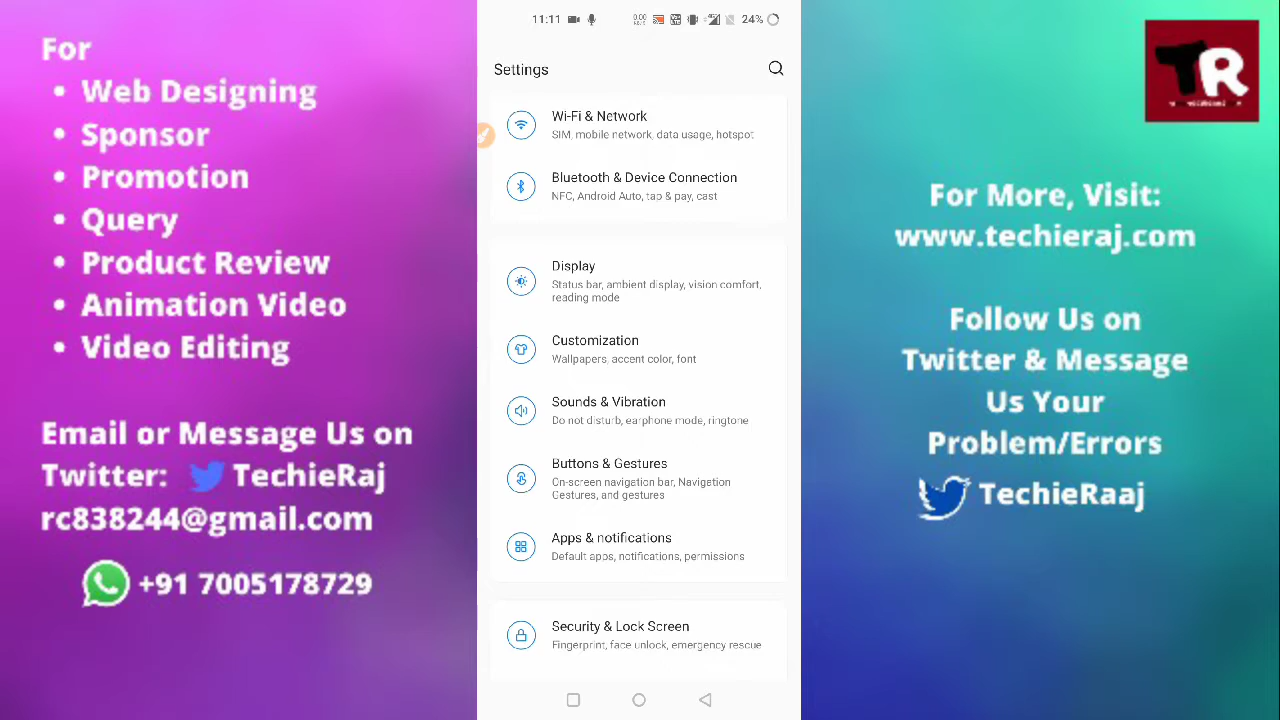 For
• Web Designing
• Sponsor
• Promotion
• Query
• Product Review
• Animation Video
• Video Editing
Email or Message Us on
Twitter: TechieRaj
rc838244@gmail.com
+91 7005178729
11:11
0.00
24%
Settings
Wi-Fi & Network
SIM, mobile network, data usage, hotspot
Bluetooth & Device Connection
NFC, Android Auto, tap & pay, cast
Display
Status bar, ambient display, vision comfort,
reading mode
Customization
Wallpapers, accent color, font
Sounds & Vibration
Do not disturb, earphone mode, ringtone
Buttons & Gestures
On-screen navigation bar, Navigation
Gestures, and gestures
Apps & notifications
Default apps, notifications, permissions
Security & Lock Screen
Fingerprint, face unlock, emergency rescue
TR
For More, Visit:
www.techieraj.com
Follow Us on
Twitter & Message
Us Your
Problem/Errors
TechieRaaj